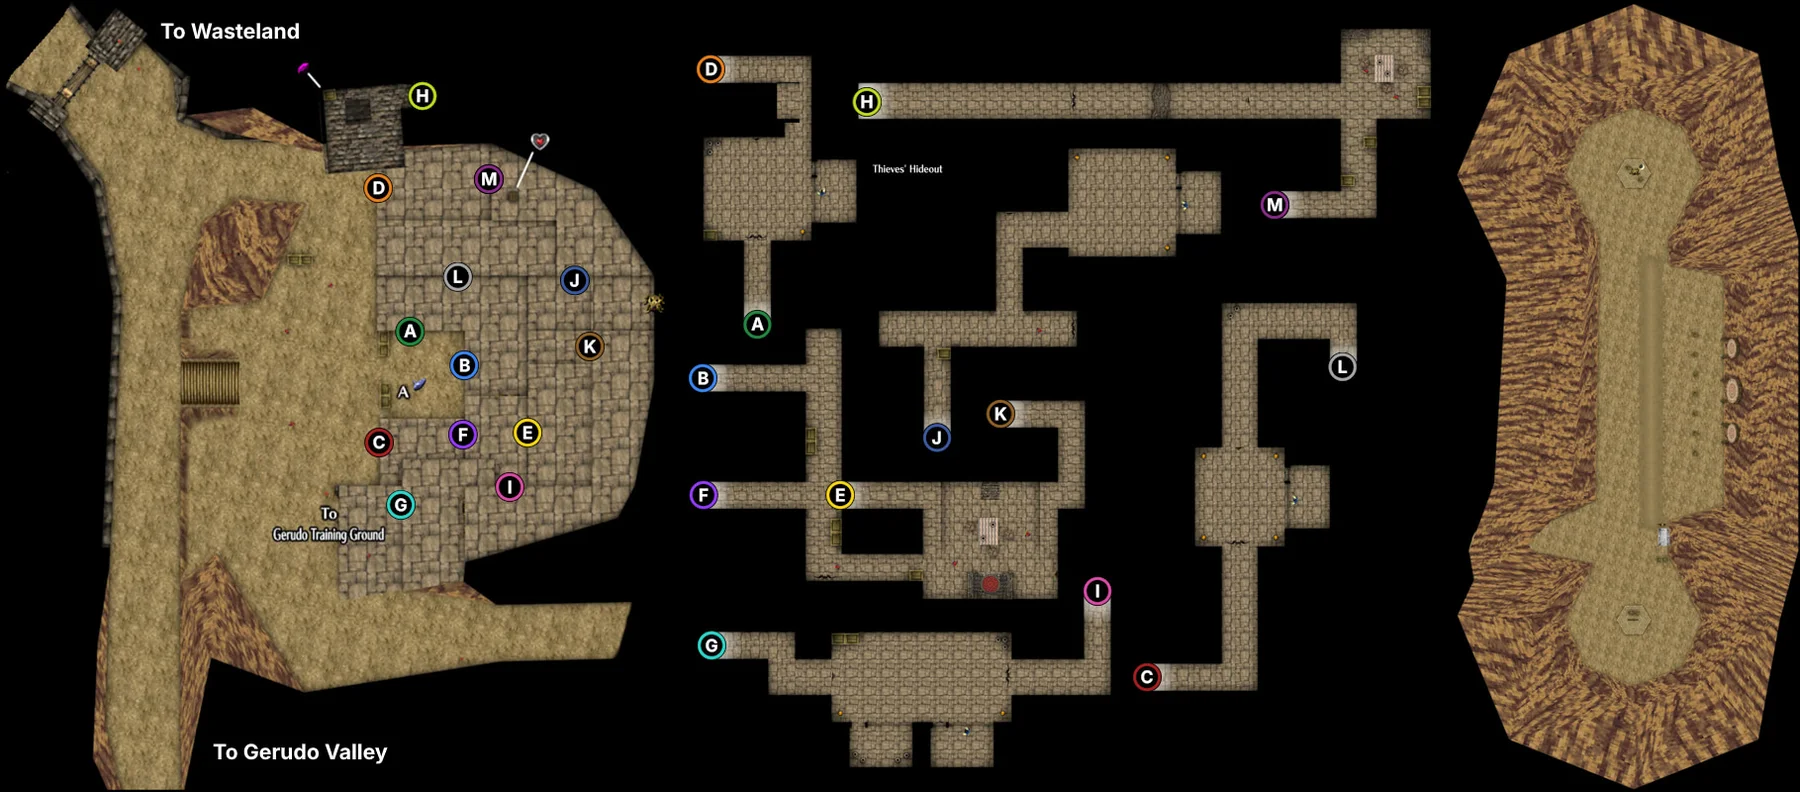 To Wasteland
H
D
M
L
J
A
K
B
A
C
F
E
I
G
To
Gerudo Training Ground
To Gerudo Valley
D
H
Thieves' Hideout
M
A
B
J
K
L
F
E
I
G
C